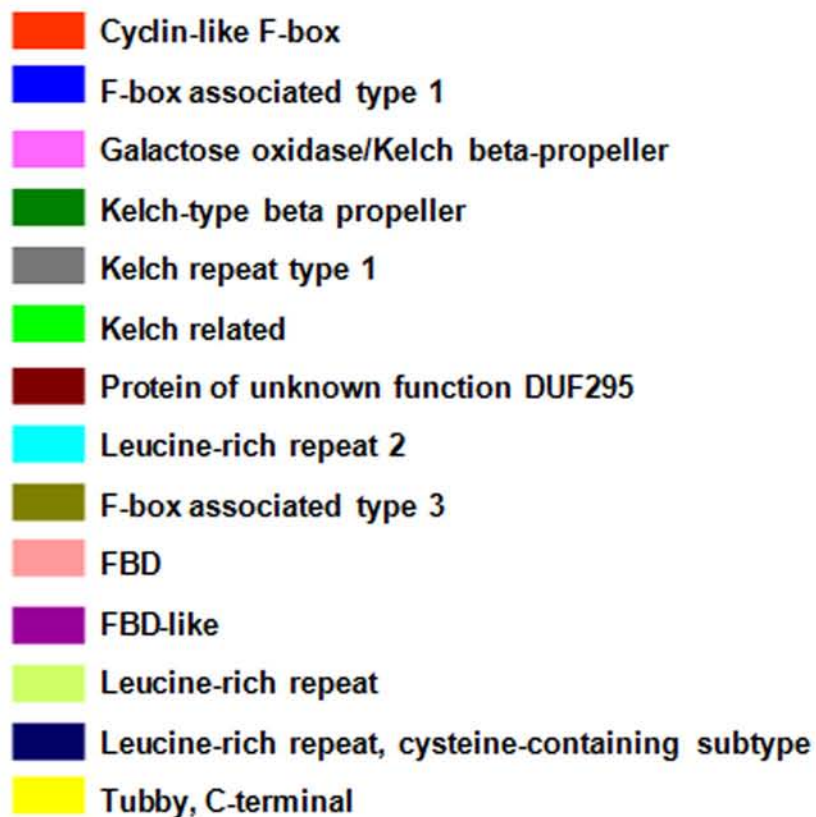 Cyclin-like F-box
F-box associated type 1
Galactose oxidase/Kelch beta-propeller
Kelch-type beta propeller
Kelch repeat type 1
Kelch related
Protein of unknown function DUF295
Leucine-rich repeat 2
F-box associated type 3
FBD
FBD-like
Leucine-rich repeat
Leucine-rich repeat, cysteine-containing subtype
Tubby, C-terminal